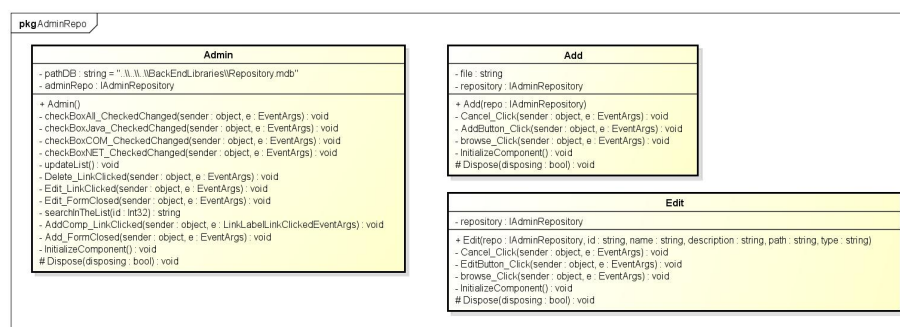 pkg AdminRepo
Admin
- pathDB : string = "..\\..\\..\\BackEndLibraries\\Repository.mdb"
- adminRepo : IAdminRepository
+ Admin()
- checkBoxAll_CheckedChanged(sender : object, e : EventArgs) : void
- checkBoxJava_CheckedChanged(sender : object, e : EventArgs) : void
- checkBoxCOM_CheckedChanged(sender : object, e : EventArgs) : void
- checkBoxNET_CheckedChanged(sender : object, e : EventArgs) : void
- updateList() : void
- Delete_LinkClicked(sender : object, e : EventArgs) : void
- Edit_LinkClicked(sender : object, e : EventArgs) : void
- Edit_FormClosed(sender : object, e : EventArgs) : void
- searchInTheList(id : Int32) : string
- AddComp_LinkClicked(sender : object, e : LinkLabelLinkClickedEventArgs) : void
- Add_FormClosed(sender : object, e : EventArgs) : void
- InitializeComponent() : void
# Dispose(disposing : bool) : void
Add
- file : string
- repository : IAdminRepository
+ Add(repo : IAdminRepository)
- Cancel_Click(sender : object, e : EventArgs) : void
- AddButton_Click(sender : object, e : EventArgs) : void
- browse_Click(sender : object, e : EventArgs) : void
- InitializeComponent() : void
# Dispose(disposing : bool) : void
Edit
- repository : IAdminRepository
+ Edit(repo : IAdminRepository, id : string, name : string, description : string, path : string, type : string)
- Cancel_Click(sender : object, e : EventArgs) : void
- EditButton_Click(sender : object, e : EventArgs) : void
- browse_Click(sender : object, e : EventArgs) : void
- InitializeComponent() : void
# Dispose(disposing : bool) : void